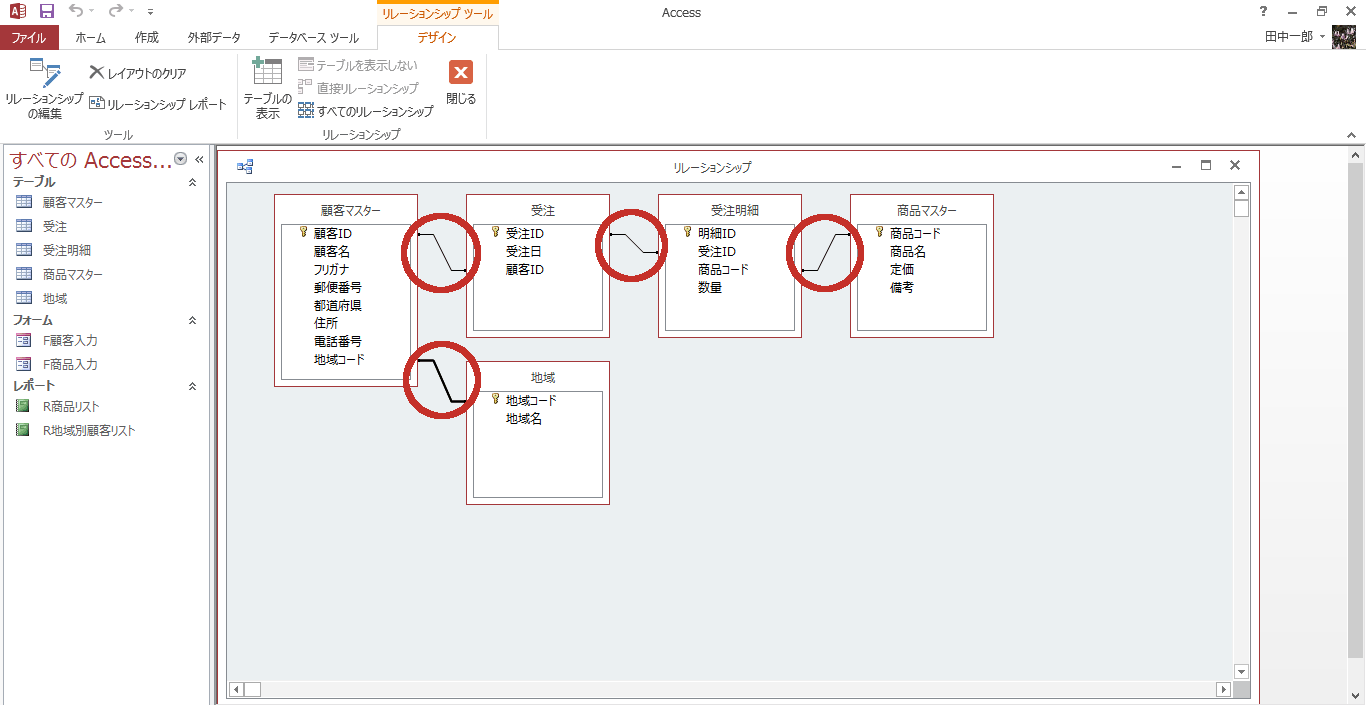 リレーションシップ ツール
Access
?
ファイル
ホーム
作成
外部データ
データベース ツール
デザイン
田中一郎
リレーションシップ
の編集
レイアウトのクリア
リレーションシップ レポート
ツール
テーブルの
表示
テーブルを表示しない
直接リレーションシップ
すべてのリレーションシップ
閉じる
リレーションシップ
すべての Access...
テーブル
顧客マスター
受注
受注明細
商品マスター
地域
フォーム
F顧客入力
F商品入力
レポート
R商品リスト
R地域別顧客リスト
リレーションシップ
顧客マスター
顧客ID
顧客名
フリガナ
郵便番号
都道府県
住所
電話番号
地域コード
受注
受注ID
受注日
顧客ID
受注明細
明細ID
受注ID
商品コード
数量
商品マスター
商品コード
商品名
定価
備考
地域
地域コード
地域名